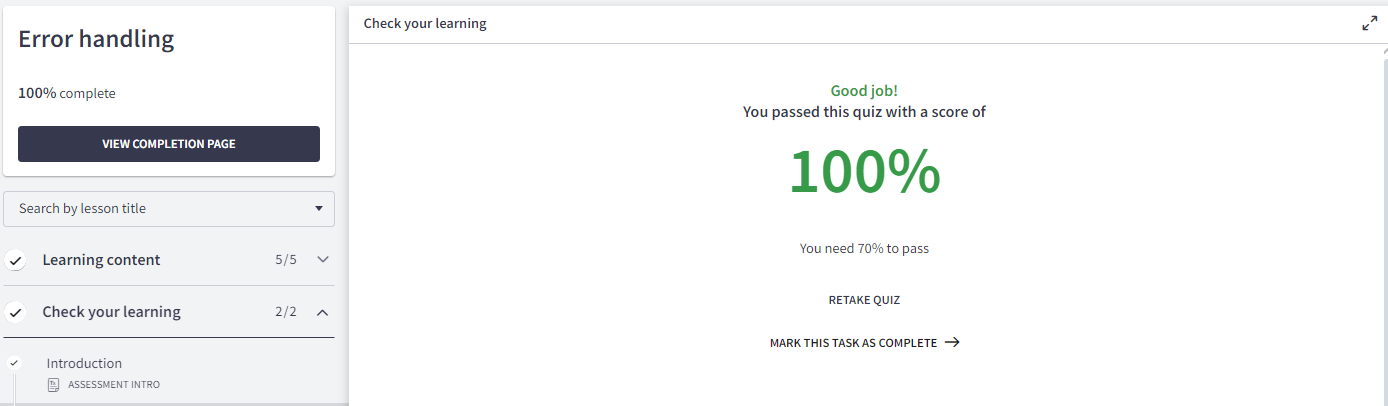 Error handling
100% complete
VIEW COMPLETION PAGE
Search by lesson title
Learning content 5/5
Check your learning 2/2
Introduction
ASSESSMENT INTRO
Check your learning
Good job!
You passed this quiz with a score of
100%
You need 70% to pass
RETAKE QUIZ
MARK THIS TASK AS COMPLETE